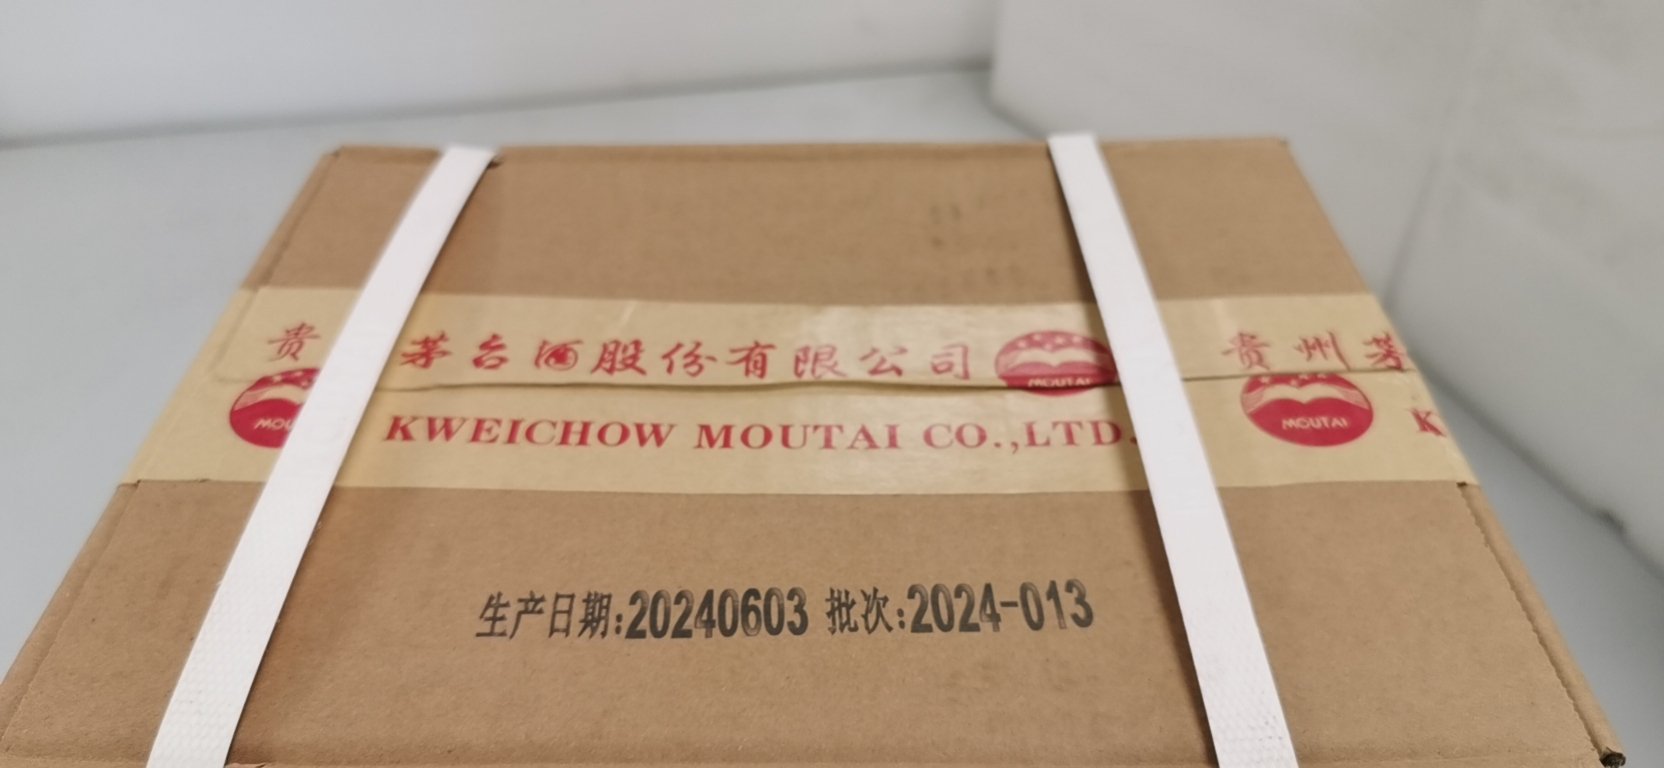 贵 茅台酒股份有限公司 MOUTAI 贵州茅
MOU KWEICHOW MOUTAI CO.,LTD. MOUTAI K
生产日期:20240603 批次:2024-013